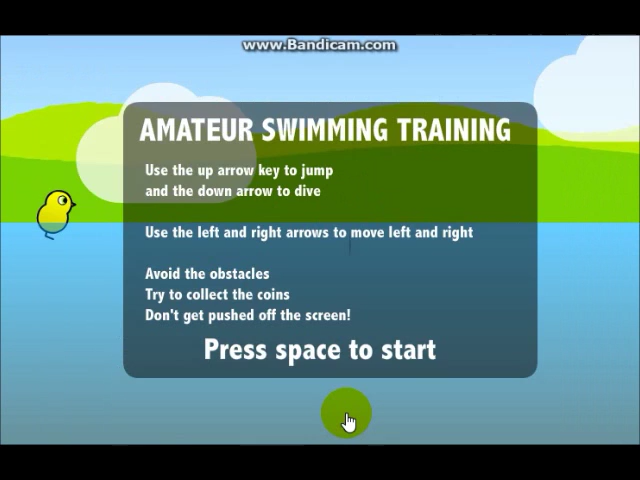 www.Bandicam.com
AMATEUR SWIMMING TRAINING
Use the up arrow key to jump
and the down arrow to dive
Use the left and right arrows to move left and right
Avoid the obstacles
Try to collect the coins
Don't get pushed off the screen!
Press space to start